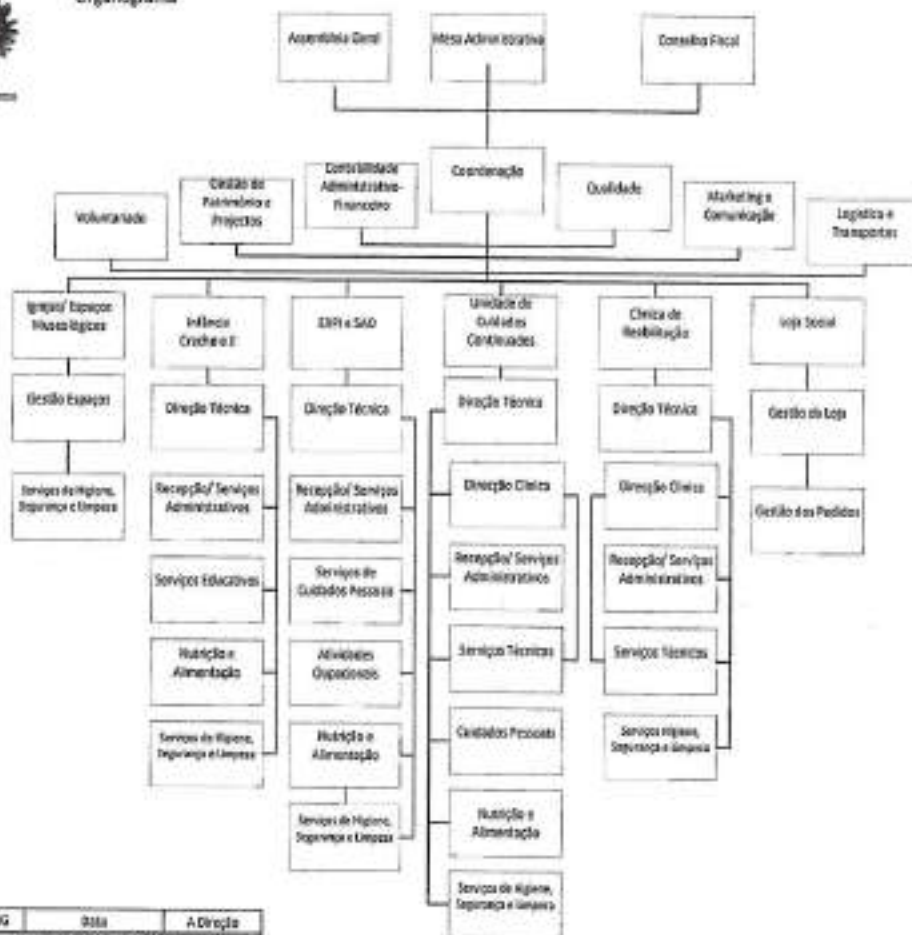 Organograma
Assembleia Geral
Mesa Administrativa
Conselho Fiscal
Coordenação
Contabilidade
Administrativo-
Financeiro
Qualidade
Gestão de
Património e
Projectos
Marketing e
Comunicação
Voluntariado
Logística e
Transportes
Igrejas/ Espaços
Museológicos
Infância
Creche e
ERPI e SAD
Unidade de
Cuidados
Continuados
Clínica de
Reabilitação
Loja Social
Gestão Espaços
Direção Técnica
Direção Técnica
Direção Técnica
Direção Técnica
Gestão da Loja
Serviços de Higiene,
Segurança e Limpeza
Recepção/ Serviços
Administrativos
Recepção/ Serviços
Administrativos
Direcção Clínica
Direcção Clínica
Gestão dos Pedidos
Serviços Educativos
Serviços de
Cuidados Pessoais
Recepção/ Serviços
Administrativos
Recepção/ Serviços
Administrativos
Nutrição e
Alimentação
Atividades
Ocupacionais
Serviços Técnicos
Serviços Técnicos
Serviços de Higiene,
Segurança e Limpeza
Nutrição e
Alimentação
Cuidados Pessoais
Serviços Higiene,
Segurança e Limpeza
Serviços de Higiene,
Segurança e Limpeza
Nutrição e
Alimentação
Serviços de Higiene,
Segurança e Limpeza
Data
A Direção